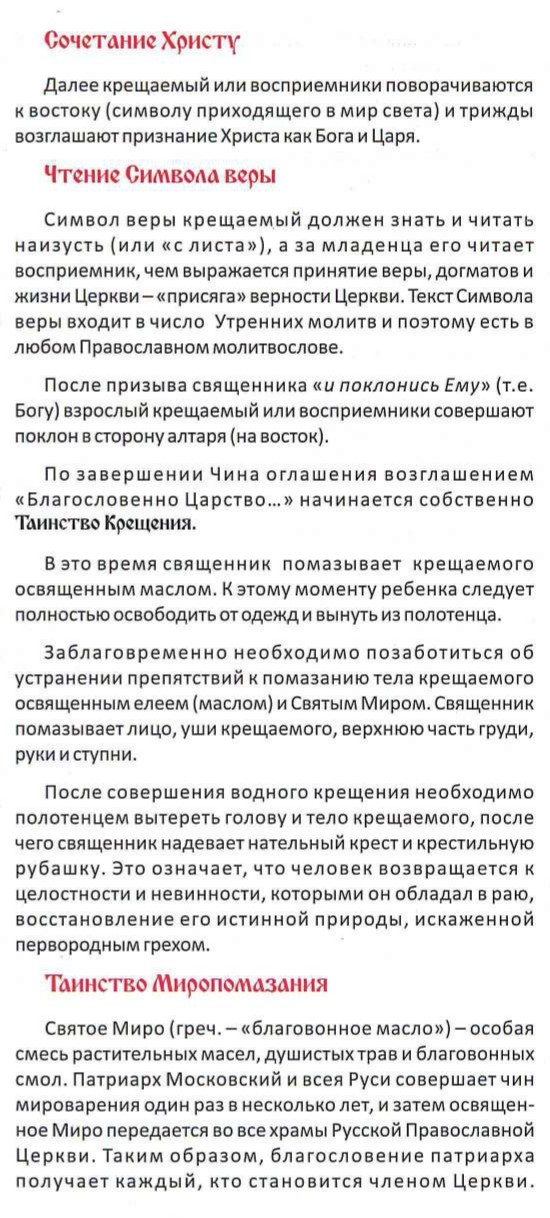 Сочетание Христу
Далее крещаемый или восприемники поворачиваются
к востоку (символу приходящего в мир света) и трижды
возглашают признание Христа как Бога и Царя.
Чтение Символа веры
Символ веры крещаемый должен знать и читать
наизусть (или «с листа»), а за младенца его читает
восприемник, чем выражается принятие веры, догматов и
жизни Церкви – «присяга» верности Церкви. Текст Символа
веры входит в число Утренних молитв и поэтому есть в
любом Православном молитвослове.
После призыва священника «и поклонись Ему» (т.е.
Богу) взрослый крещаемый или восприемники совершают
поклон в сторону алтаря (на восток).
По завершении Чина оглашения возглашением
«Благословенно Царство...» начинается собственно
Таинство Крещения.
В это время священник помазывает крещаемого
освященным маслом. К этому моменту ребенка следует
полностью освободить от одежд и вынуть из полотенца.
Заблаговременно необходимо позаботиться об
устранении препятствий к помазанию тела крещаемого
освященным елеем (маслом) и Святым Миром. Священник
помазывает лицо, уши крещаемого, верхнюю часть груди,
руки и ступни.
После совершения водного крещения необходимо
полотенцем вытереть голову и тело крещаемого, после
чего священник надевает нательный крест и крестильную
рубашку. Это означает, что человек возвращается к
целостности и невинности, которыми он обладал в раю,
восстановление его истинной природы, искаженной
первородным грехом.
Таинство Миропомазания
Святое Миро (греч. – «благовонное масло») – особая
смесь растительных масел, душистых трав и благовонных
смол. Патриарх Московский и всея Руси совершает чин
мироварения один раз в несколько лет, и затем освящен-
ное Миро передается во все храмы Русской Православной
Церкви. Таким образом, благословение патриарха
получает каждый, кто становится членом Церкви.